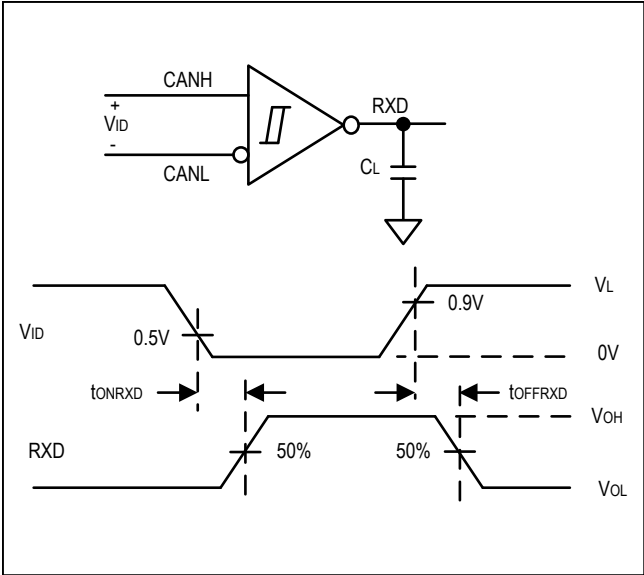 CANH
RXD
+
VID
-
CANL
CL
VL
0.9V
VID
0.5V
0V
tONRXD
tOFFRXD
VOH
RXD
50%
50%
VOL